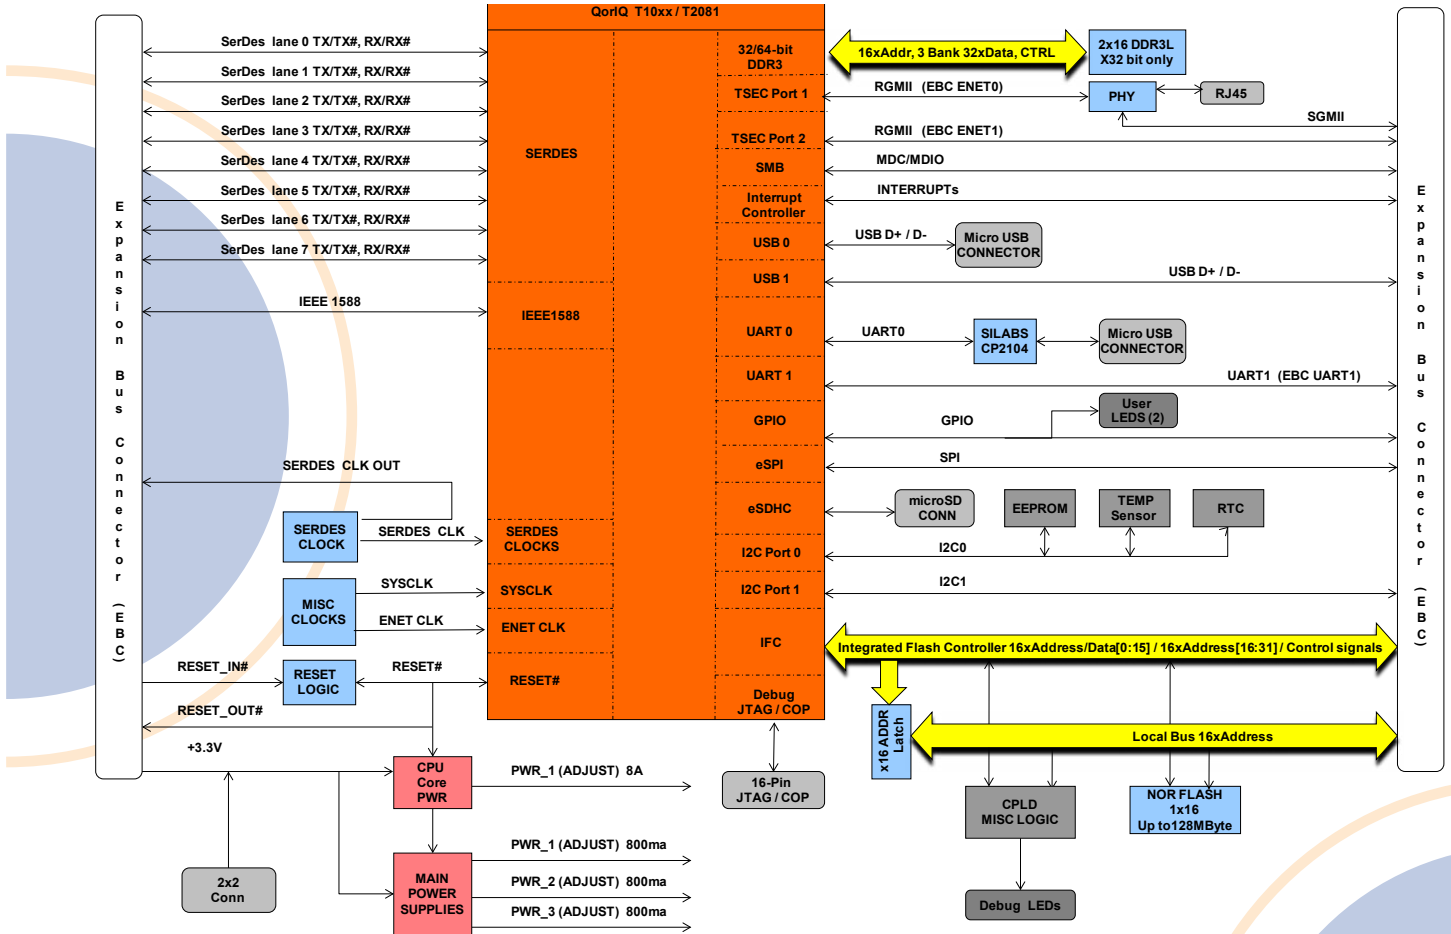 QorIQ T10xx / T2081
SerDes lane 0 TX/TX#, RX/RX#
SerDes lane 1 TX/TX#, RX/RX#
SerDes lane 2 TX/TX#, RX/RX#
SerDes lane 3 TX/TX#, RX/RX#
SerDes lane 4 TX/TX#, RX/RX#
SerDes lane 5 TX/TX#, RX/RX#
SerDes lane 6 TX/TX#, RX/RX#
SerDes lane 7 TX/TX#, RX/RX#
IEEE 1588
Expansion Bus Connector (EBC)
SERDES CLK OUT
SERDES
CLOCK
SERDES CLK
MISC
CLOCKS
SYSCLK
ENET CLK
RESET_IN#
RESET
LOGIC
RESET#
RESET_OUT#
+3.3V
SERDES
IEEE1588
SERDES
CLOCKS
SYSCLK
ENET CLK
RESET#
32/64-bit
DDR3
TSEC Port 1
TSEC Port 2
SMB
Interrupt
Controller
USB 0
USB 1
UART 0
UART 1
GPIO
eSPI
eSDHC
I2C Port 0
I2C Port 1
IFC
Debug
JTAG / COP
16xAddr, 3 Bank 32xData, CTRL
2x16 DDR3L
X32 bit only
RGMII (EBC ENET0)
PHY
RJ45
SGMII
RGMII (EBC ENET1)
MDC/MDIO
INTERRUPTs
USB D+ / D-
Micro USB
CONNECTOR
USB D+ / D-
UART0
SILABS
CP2104
Micro USB
CONNECTOR
UART1 (EBC UART1)
User
LEDS (2)
GPIO
SPI
microSD
CONN
EEPROM
TEMP
Sensor
RTC
I2C0
I2C1
Integrated Flash Controller 16xAddress/Data[0:15] / 16xAddress[16:31] / Control signals
x16 ADDR
Latch
Local Bus 16xAddress
Expansion Bus Connector (EBC)
CPU
Core
PWR
PWR_1 (ADJUST) 8A
16-Pin
JTAG / COP
CPLD
MISC LOGIC
NOR FLASH
1x16
Up to128MByte
2x2
Conn
MAIN
POWER
SUPPLIES
PWR_1 (ADJUST) 800ma
PWR_2 (ADJUST) 800ma
PWR_3 (ADJUST) 800ma
Debug LEDs